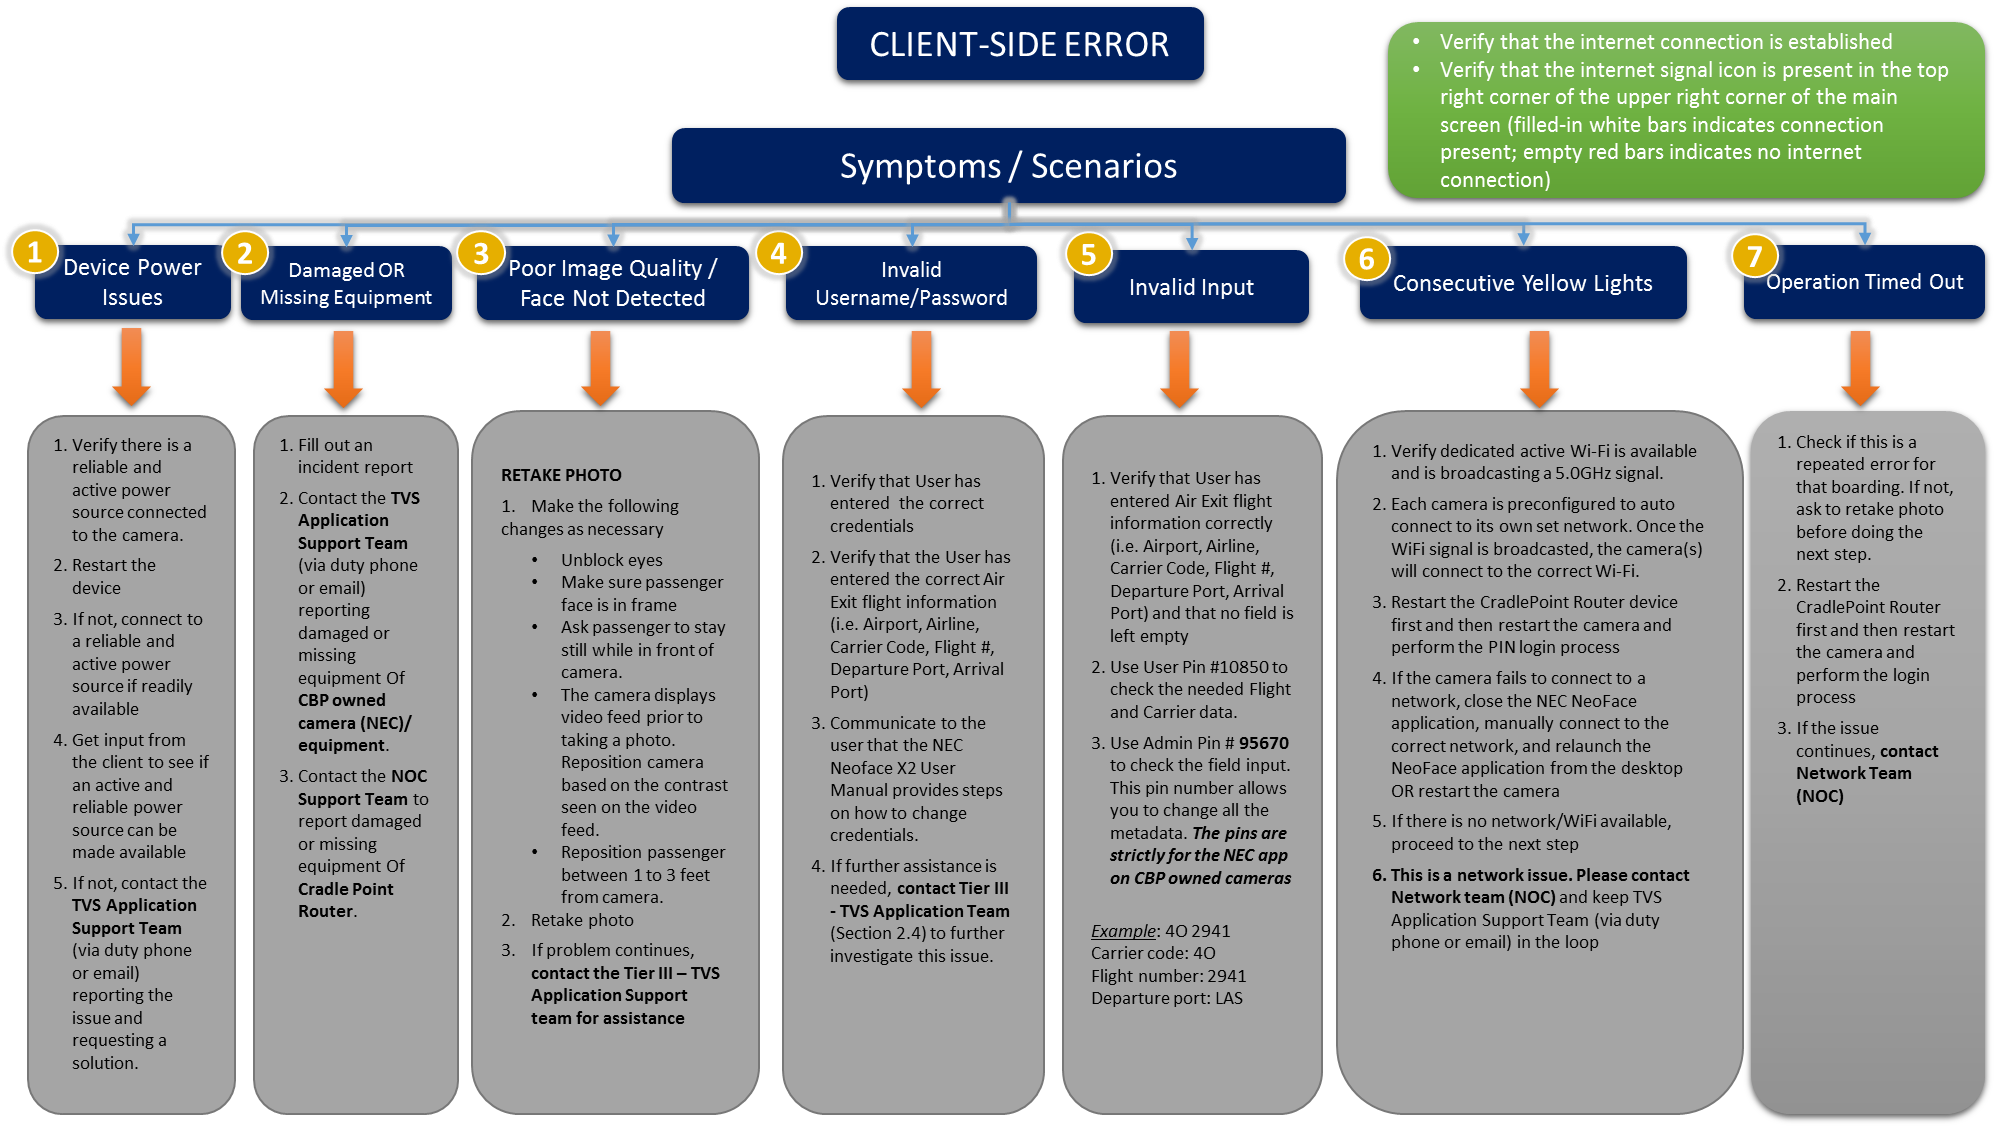 CLIENT-SIDE ERROR
• Verify that the internet connection is established
• Verify that the internet signal icon is present in the top
right corner of the upper right corner of the main
screen (filled-in white bars indicates connection
present; empty red bars indicates no internet
connection)
Symptoms / Scenarios
1
Device Power
Issues
2
Damaged OR
Missing Equipment
3
Poor Image Quality /
Face Not Detected
4
Invalid
Username/Password
5
Invalid Input
6
Consecutive Yellow Lights
7
Operation Timed Out
1. Verify there is a
reliable and
active power
source connected
to the camera.
2. Restart the
device
3. If not, connect to
a reliable and
active power
source if readily
available
4. Get input from
the client to see if
an active and
reliable power
source can be
made available
5. If not, contact the
TVS Application
Support Team
(via duty phone
or email)
reporting the
issue and
requesting a
solution.
1. Fill out an
incident report
2. Contact the TVS
Application
Support Team
(via duty phone
or email)
reporting
damaged or
missing
equipment Of
CBP owned
camera (NEC)/
equipment.
3. Contact the NOC
Support Team to
report damaged
or missing
equipment Of
Cradle Point
Router.
RETAKE PHOTO
1. Make the following
changes as necessary
• Unblock eyes
• Make sure passenger
face is in frame
• Ask passenger to stay
still while in front of
camera.
• The camera displays
video feed prior to
taking a photo.
Reposition camera
based on the contrast
seen on the video
feed.
• Reposition passenger
between 1 to 3 feet
from camera.
2. Retake photo
3. If problem continues,
contact the Tier III – TVS
Application Support
team for assistance
1. Verify that User has
entered the correct
credentials
2. Verify that the User has
entered the correct Air
Exit flight information
(i.e. Airport, Airline,
Carrier Code, Flight #,
Departure Port, Arrival
Port)
3. Communicate to the
user that the NEC
Neoface X2 User
Manual provides steps
on how to change
credentials.
4. If further assistance is
needed, contact Tier III
- TVS Application Team
(Section 2.4) to further
investigate this issue.
1. Verify that User has
entered Air Exit flight
information correctly
(i.e. Airport, Airline,
Carrier Code, Flight #,
Departure Port, Arrival
Port) and that no field is
left empty
2. Use User Pin #10850 to
check the needed Flight
and Carrier data.
3. Use Admin Pin # 95670
to check the field input.
This pin number allows
you to change all the
metadata. The pins are
strictly for the NEC app
on CBP owned cameras
Example: 4O 2941
Carrier code: 4O
Flight number: 2941
Departure port: LAS
1. Verify dedicated active Wi-Fi is available
and is broadcasting a 5.0GHz signal.
2. Each camera is preconfigured to auto
connect to its own set network. Once the
WiFi signal is broadcasted, the camera(s)
will connect to the correct Wi-Fi.
3. Restart the CradlePoint Router device
first and then restart the camera and
perform the PIN login process
4. If the camera fails to connect to a
network, close the NEC NeoFace
application, manually connect to the
correct network, and relaunch the
NeoFace application from the desktop
OR restart the camera
5. If there is no network/WiFi available,
proceed to the next step
6. This is a network issue. Please contact
Network team (NOC) and keep TVS
Application Support Team (via duty
phone or email) in the loop
1. Check if this is a
repeated error for
that boarding. If not,
ask to retake photo
before doing the
next step.
2. Restart the
CradlePoint Router
first and then restart
the camera and
perform the login
process
3. If the issue
continues, contact
Network Team
(NOC)